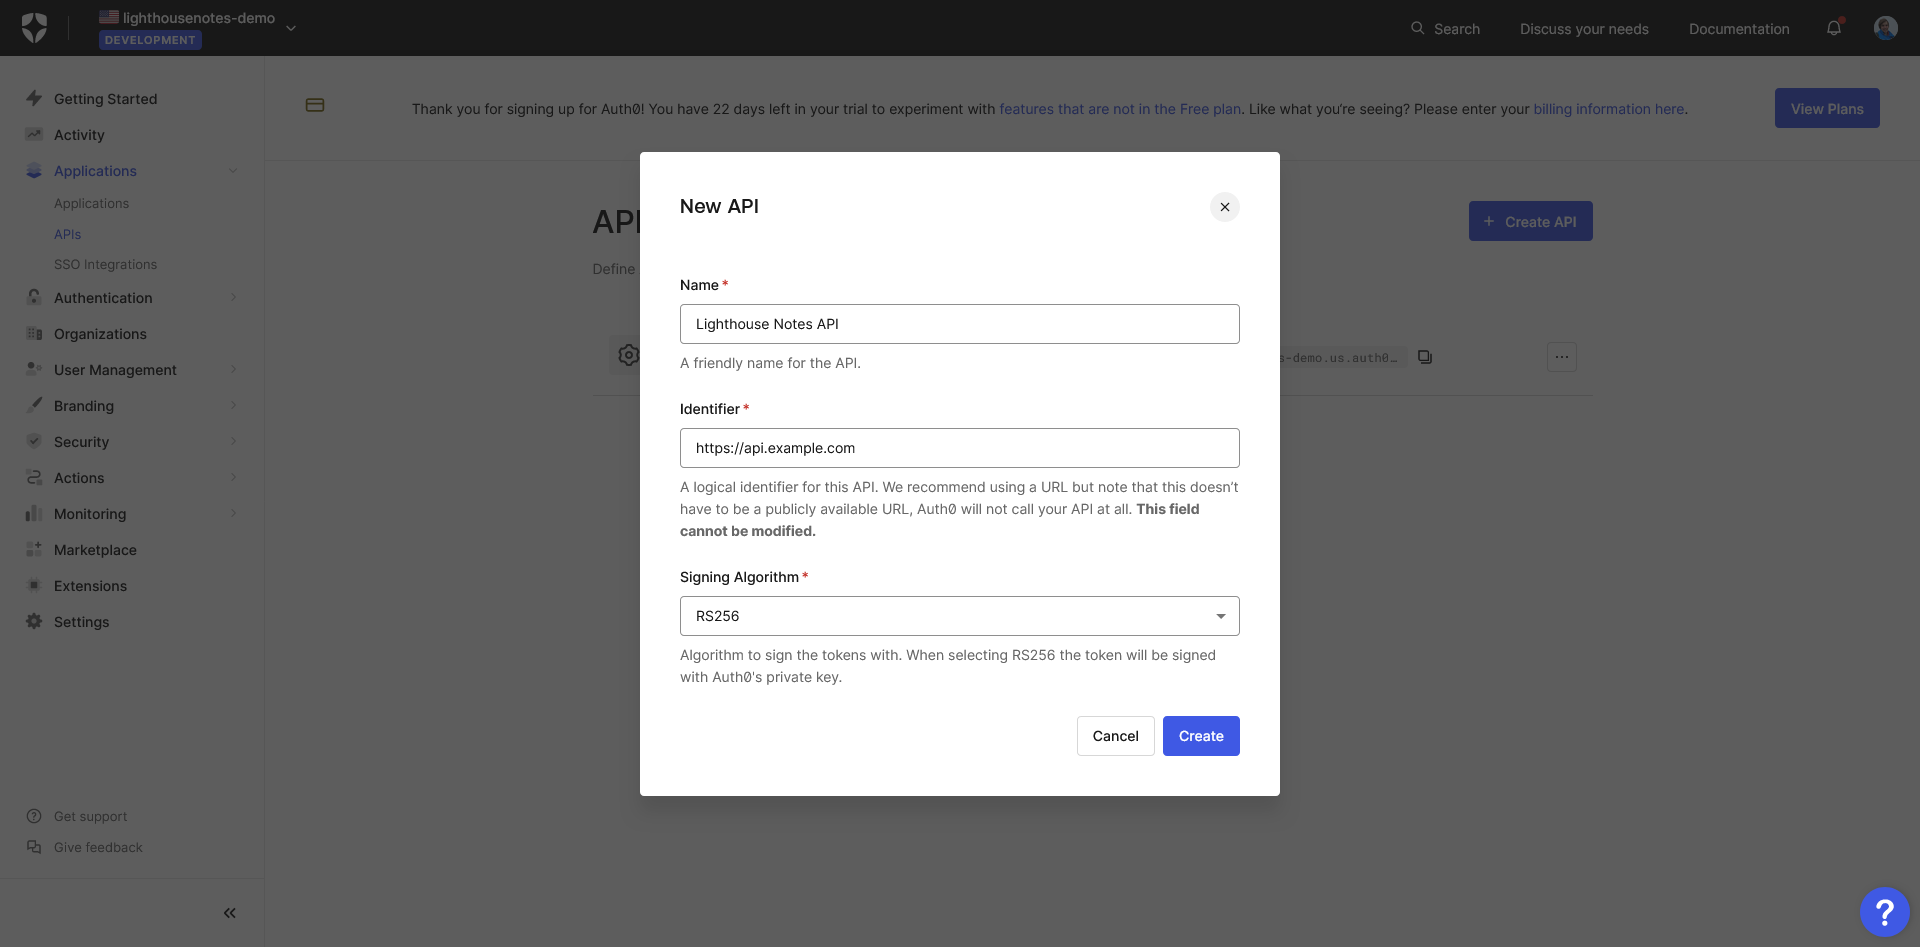 lighthousenotes-demo
DEVELOPMENT
Search
Discuss your needs
Documentation
Getting Started
Activity
Applications
Applications
APIs
SSO Integrations
Authentication
Organizations
User Management
Branding
Security
Actions
Monitoring
Marketplace
Extensions
Settings
Get support
Give feedback
Thank you for signing up for Auth0! You have 22 days left in your trial to experiment with features that are not in the Free plan. Like what you're seeing? Please enter your billing information here.
View Plans
API
+ Create API
Define
s-demo.us.auth0…
New API
Name *
Lighthouse Notes API
A friendly name for the API.
Identifier *
https://api.example.com
A logical identifier for this API. We recommend using a URL but note that this doesn’t
have to be a publicly available URL, Auth0 will not call your API at all. This field
cannot be modified.
Signing Algorithm *
RS256
Algorithm to sign the tokens with. When selecting RS256 the token will be signed
with Auth0's private key.
Cancel
Create
?